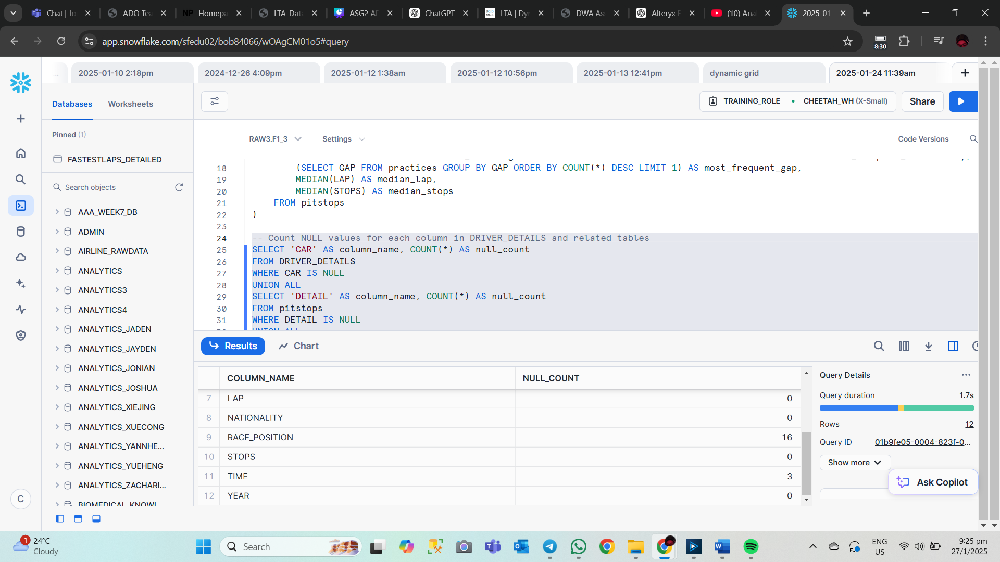 Chat | Jo
ADO Tea
NP Homepa
LTA_Data
ASG2 AD
ChatGPT
LTA | Dyn
DWA Ass
Alteryx F
(10) Ana
2025-01
app.snowflake.com/sfedu02/bob84066/wOAgCM01o5#query
8:30
...
2025-01-10 2:18pm
2024-12-26 4:09pm
2025-01-12 1:38am
2025-01-12 10:56pm
2025-01-13 12:41pm
dynamic grid
2025-01-24 11:39am
Databases
Worksheets
TRAINING_ROLE
CHEETAH_WH (X-Small)
Share
Pinned (1)
FASTESTLAPS_DETAILED
Search objects
AAA_WEEK7_DB
ADMIN
AIRLINE_RAWDATA
ANALYTICS
ANALYTICS3
ANALYTICS4
ANALYTICS_JADEN
ANALYTICS_JAYDEN
ANALYTICS_JONIAN
ANALYTICS_JOSHUA
ANALYTICS_XIEJING
ANALYTICS_XUECONG
ANALYTICS_YANNHE...
ANALYTICS_YUEHENG
ANALYTICS_ZACHARI...
BIOMEDICAL_KNOWL
C
RAW3.F1_3
Settings
Code Versions
18 (SELECT GAP FROM practices GROUP BY GAP ORDER BY COUNT(*) DESC LIMIT 1) AS most_frequent_gap,
19 MEDIAN(LAP) AS median_lap,
20 MEDIAN(STOPS) AS median_stops
21 FROM pitstops
22 )
23
24 -- Count NULL values for each column in DRIVER_DETAILS and related tables
25 SELECT 'CAR' AS column_name, COUNT(*) AS null_count
26 FROM DRIVER_DETAILS
27 WHERE CAR IS NULL
28 UNION ALL
29 SELECT 'DETAIL' AS column_name, COUNT(*) AS null_count
30 FROM pitstops
31 WHERE DETAIL IS NULL
UNION ALL
Results
Chart
COLUMN_NAME NULL_COUNT
7 LAP 0
8 NATIONALITY 0
9 RACE_POSITION 16
10 STOPS 0
11 TIME 3
12 YEAR 0
Query Details
...
Query duration 1.7s
Rows 12
Query ID 01b9fe05-0004-823f-0...
Show more
Ask Copilot
1
24°C
Cloudy
Search
ENG
US
9:25 pm
27/1/2025